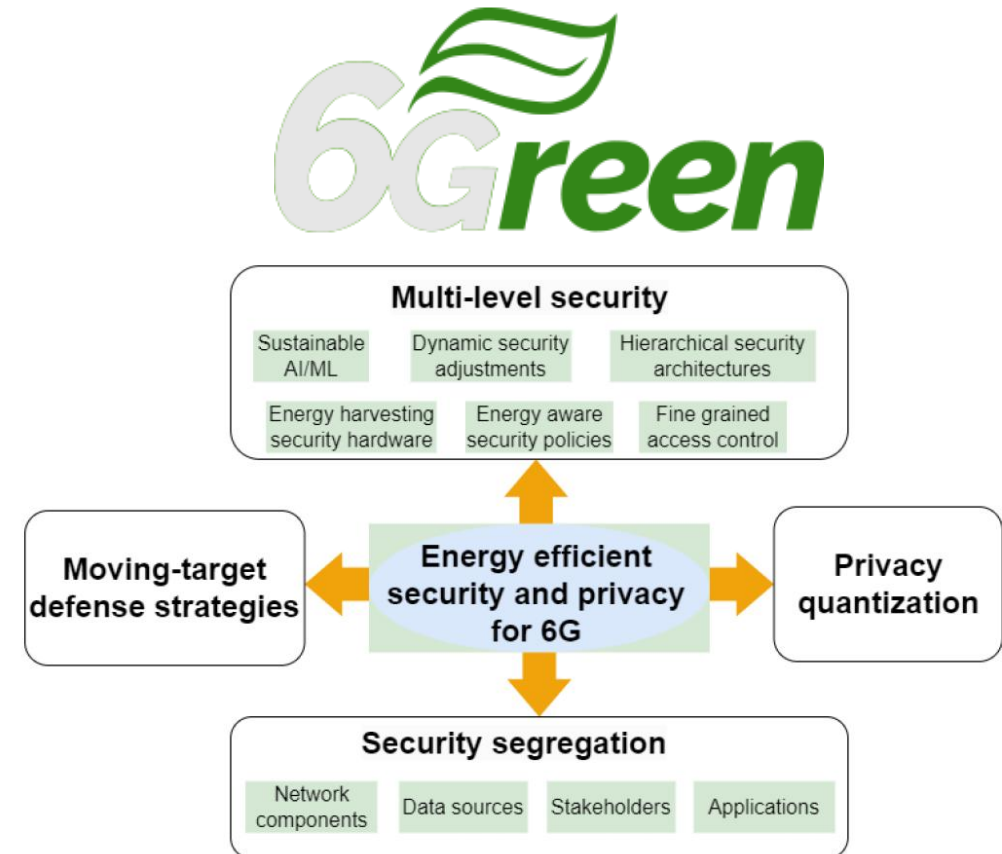 6Green
Multi-level security
Sustainable
AI/ML
Dynamic security
adjustments
Hierarchical security
architectures
Energy harvesting
security hardware
Energy aware
security policies
Fine grained
access control
Moving-target
defense strategies
Energy efficient
security and privacy
for 6G
Privacy
quantization
Security segregation
Network
components
Data sources
Stakeholders
Applications